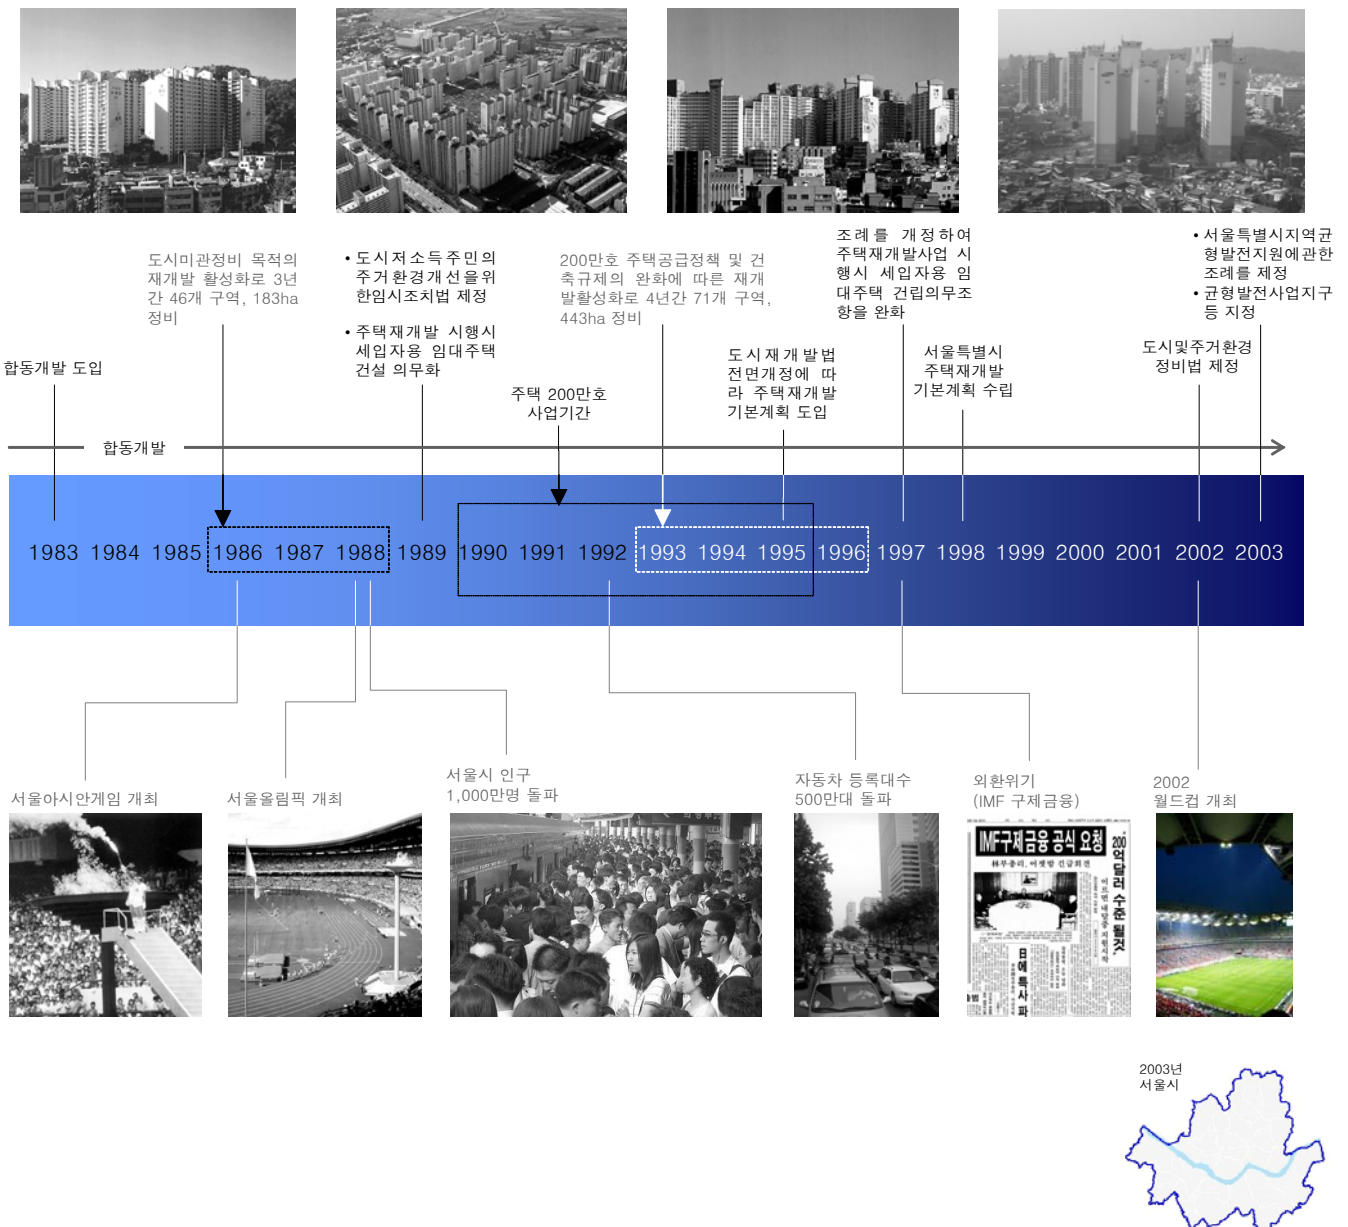 도시미관정비 목적의
재개발 활성화로 3년
간 46개 구역, 183ha
정비
• 도시저소득주민의
주거환경개선을위
한임시조치법 제정
• 주택재개발 시행시
세입자용 임대주택
건설 의무화
200만호 주택공급정책 및 건
축규제의 완화에 따른 재개
발활성화로 4년간 71개 구역,
443ha 정비
조례를 개정하여
주택재개발사업 시
행시 세입자용 임
대주택 건립의무조
항을 완화
• 서울특별시지역균
형발전지원에관한
조례를 제정
• 균형발전사업지구
등 지정
합동개발 도입
주택 200만호
사업기간
도시재개발법
전면개정에 따
라 주택재개발
기본계획 도입
서울특별시
주택재개발
기본계획 수립
도시및주거환경
정비법 제정
합동개발
1983 1984 1985 1986 1987 1988 1989 1990 1991 1992 1993 1994 1995 1996 1997 1998 1999 2000 2001 2002 2003
서울아시안게임 개최
서울올림픽 개최
서울시 인구
1,000만명 돌파
자동차 등록대수
500만대 돌파
외환위기
(IMF 구제금융)
2002
월드컵 개최
IMF구제금융 공식 요청
林부총리, 어젯밤 긴급회견
200억달러 수준 될것
日에 특사 파
2003년
서울시